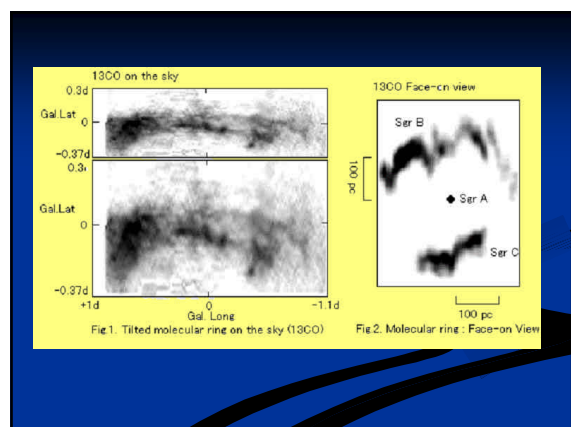 13CO on the sky
0.3d
Gal.Lat
0
-0.37d
0.3
Gal.Lat
0
-0.37d
+1d
0
-1.1d
Gal. Long
Fig.1. Tilted molecular ring on the sky (13CO)
13CO Face-on view
Sgr B
100 pc
Sgr A
Sgr C
100 pc
Fig.2. Molecular ring : Face-on View